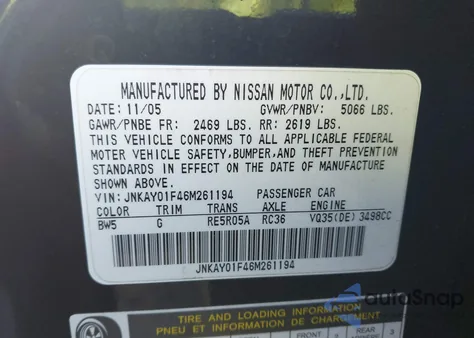 MANUFACTURED BY NISSAN MOTOR CO.,LTD.
DATE: 11/05 GVWR/PNBV: 5066 LBS.
GAWR/PNBE FR: 2469 LBS. RR: 2619 LBS.
THIS VEHICLE CONFORMS TO ALL APPLICABLE FEDERAL
MOTOR VEHICLE SAFETY, BUMPER, AND THEFT PREVENTION
STANDARDS IN EFFECT ON THE DATE OF MANUFACTURE
SHOWN ABOVE.
VIN: JNKAY01F46M261194 PASSENGER CAR
COLOR TRIM TRANS AXLE ENGINE
BW5 G RE5R05A RC36 VQ35(DE) 3498CC
JNKAY01F46M261194
TIRE AND LOADING INFORMATION
PNEU ET INFORMATION DE CHARGEMENT
FRONT REAR
autoSnap